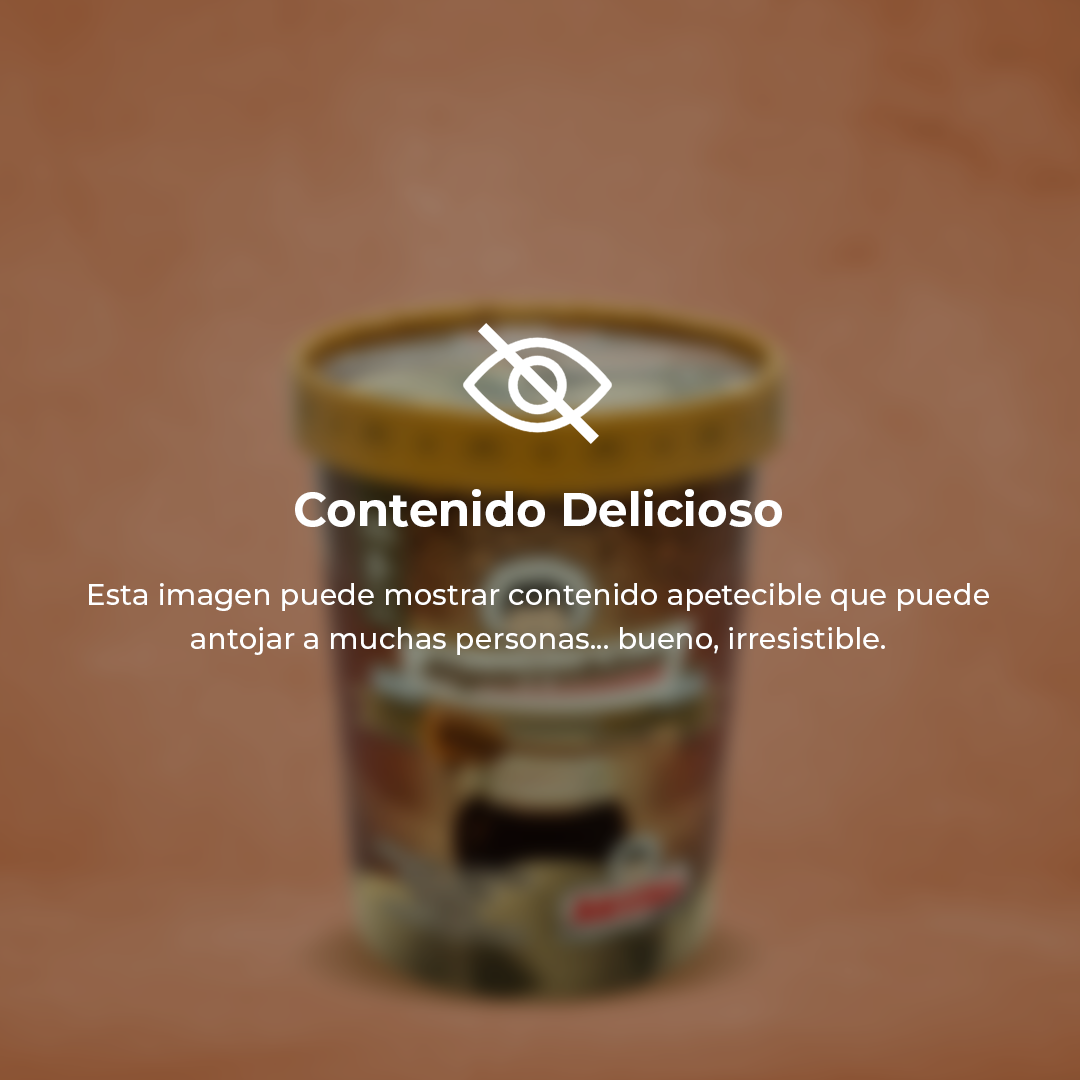 Contenido Delicioso
Esta imagen puede mostrar contenido apetecible que puede
antojar a muchas personas... bueno, irresistible.